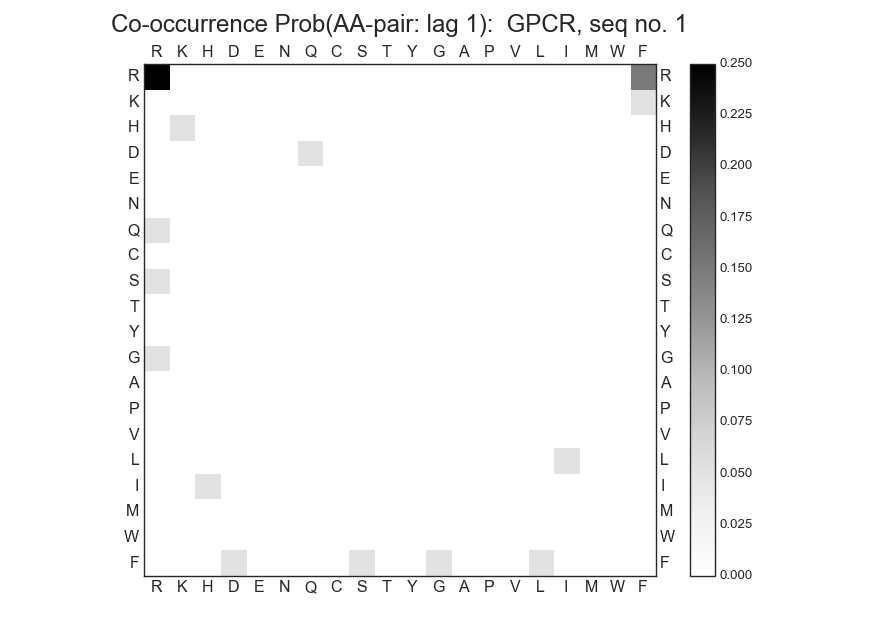 Co-occurrence Prob(AA-pair: lag 1):  GPCR, seq no. 1
R K H D E N Q C S T Y G A P V L I M W F
R R 0.250
K K
H H 0.225
D D 0.200
E E
N N 0.175
Q Q
C C
S S 0.150
T T
Y Y 0.125
G G
A A 0.100
P P
V V 0.075
L L 0.050
I I
M M 0.025
W W
F F 0.000
R K H D E N Q C S T Y G A P V L I M W F